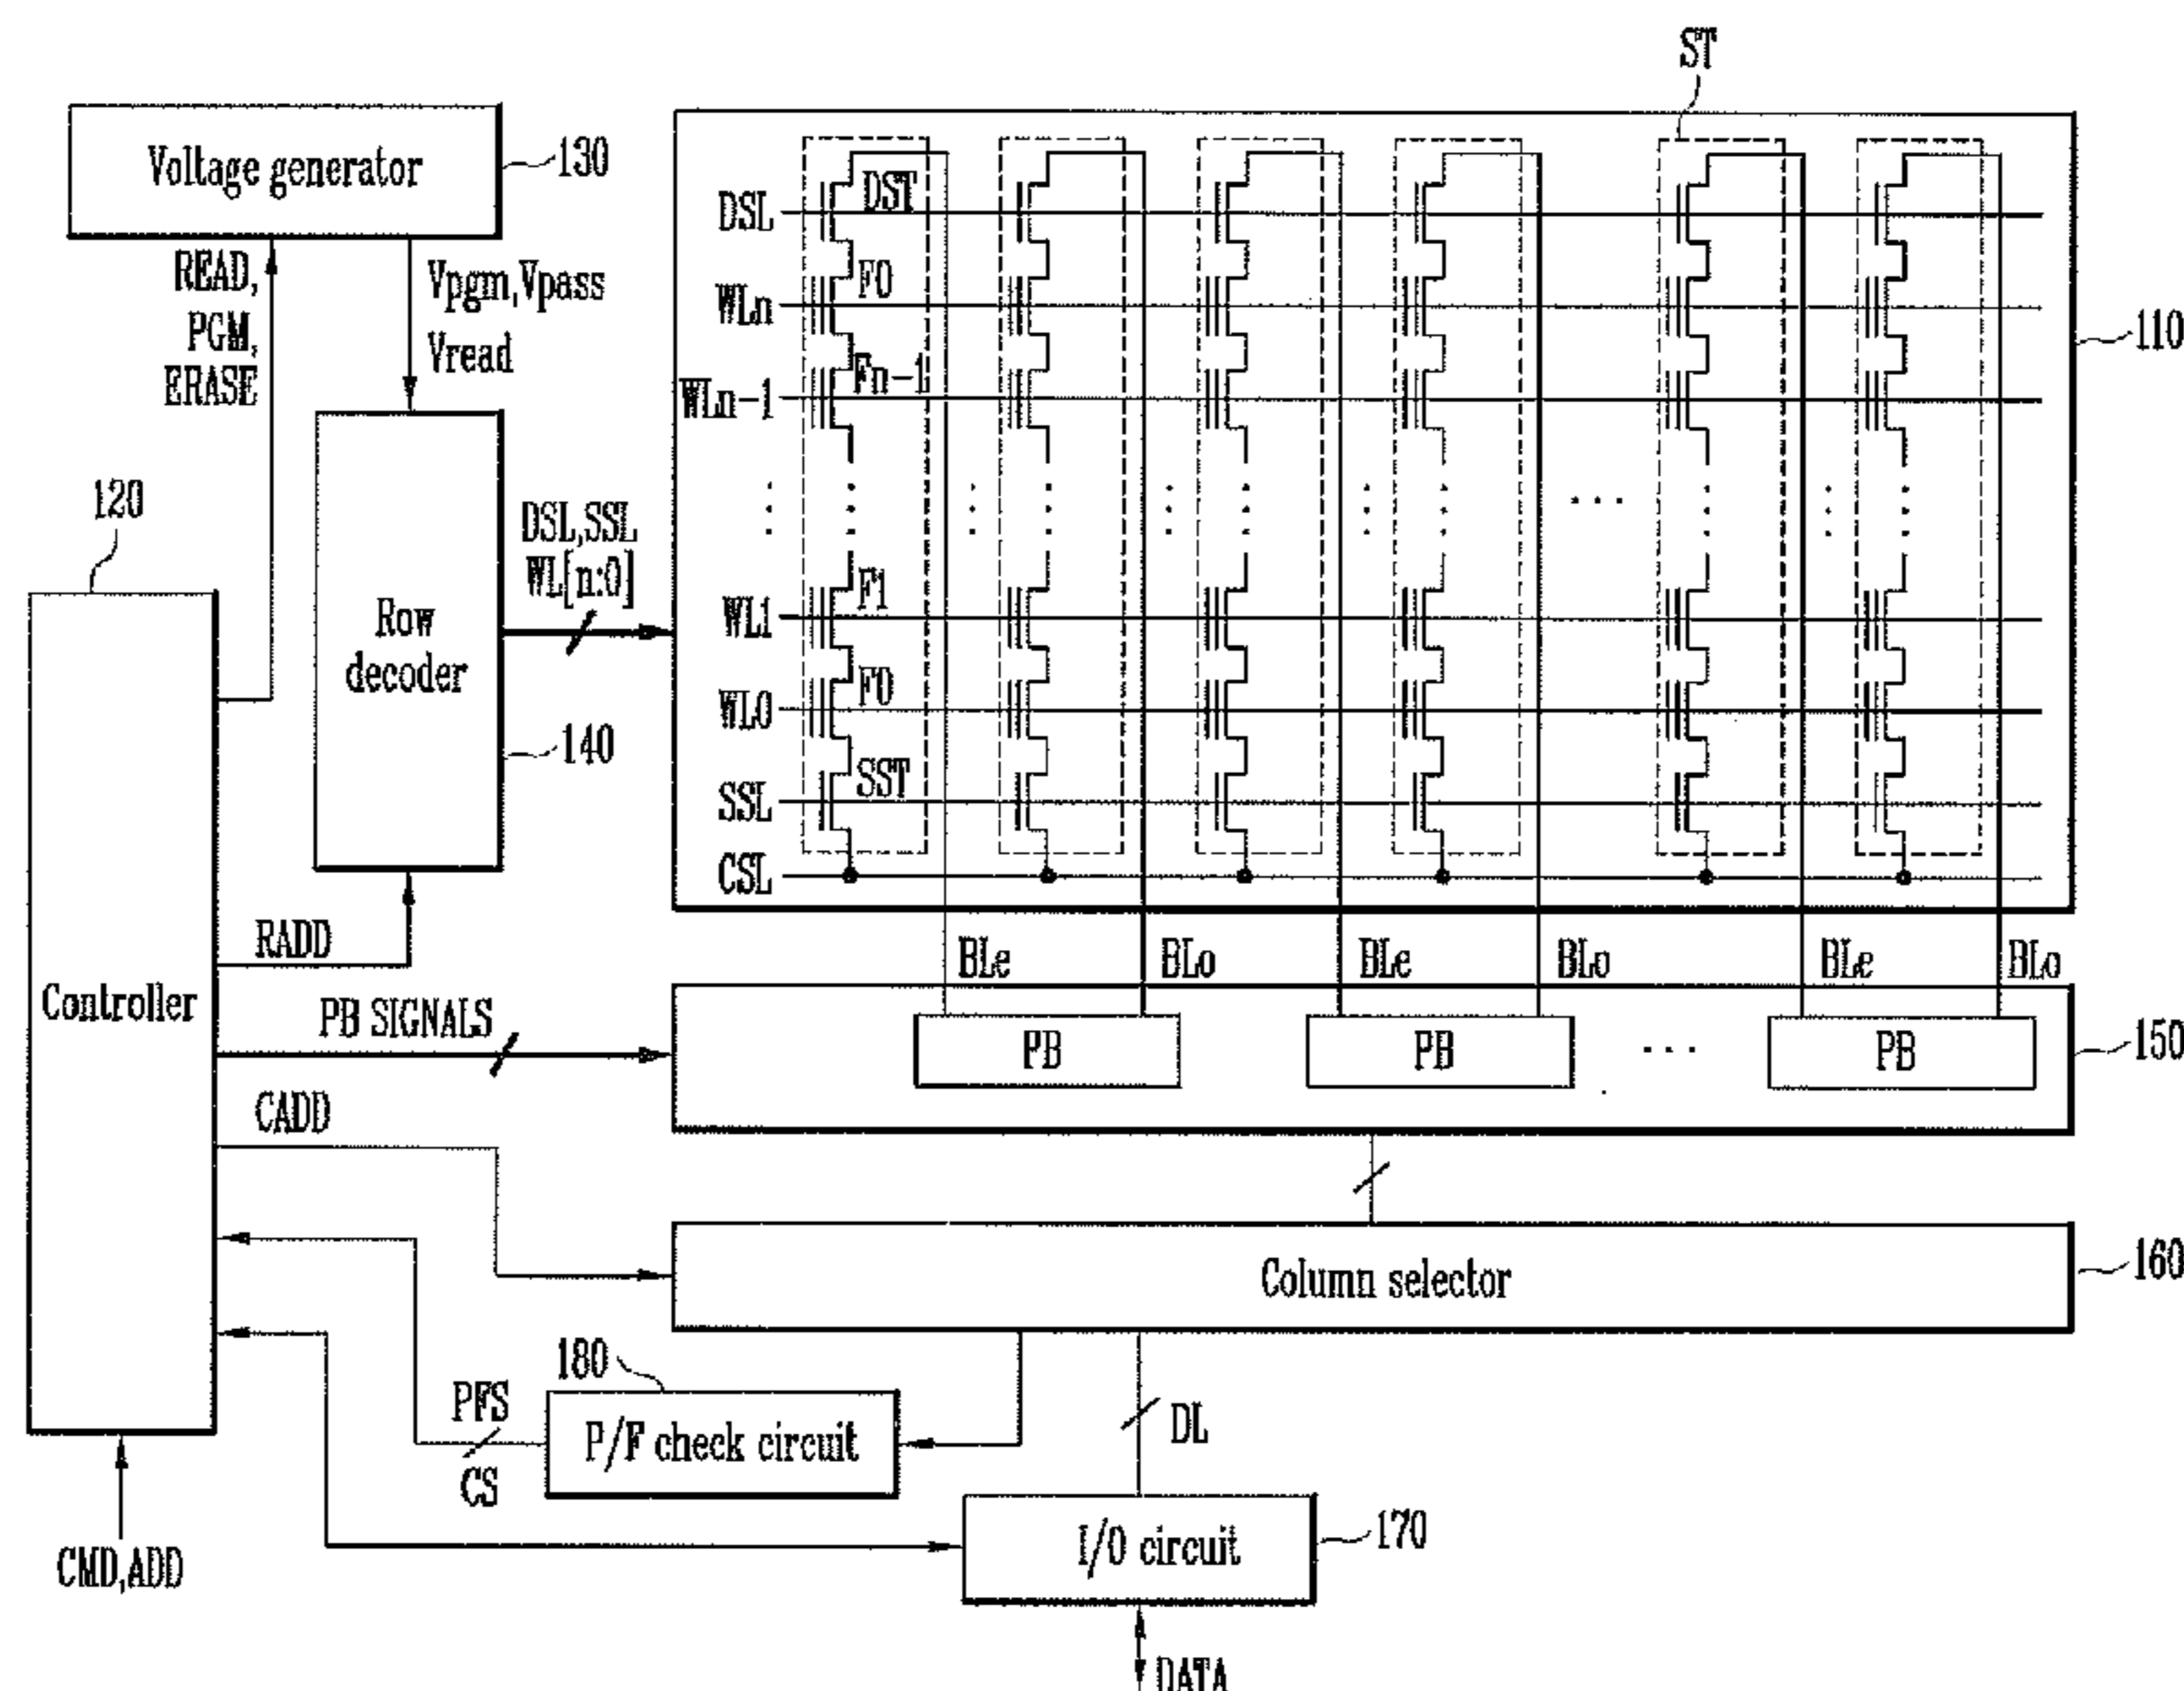 ST
Voltage generator
130
READ,
PGM,
ERASE
Vpgm,Vpass
Vread
120
Row
decoder
140
DSL,SSL
WL[n:0]
DSL
DST
WLn
F0
WLn-1
Fn-1
WL1
F1
WL0
F0
SSL
SST
CSL
110
Controller
RADD
PB SIGNALS
CADD
BLe
BLo
BLe
BLo
BLe
BLo
PB
PB
PB
150
Column selector
160
180
PFS
CS
P/F check circuit
DL
I/O circuit
170
CMD,ADD
DATA